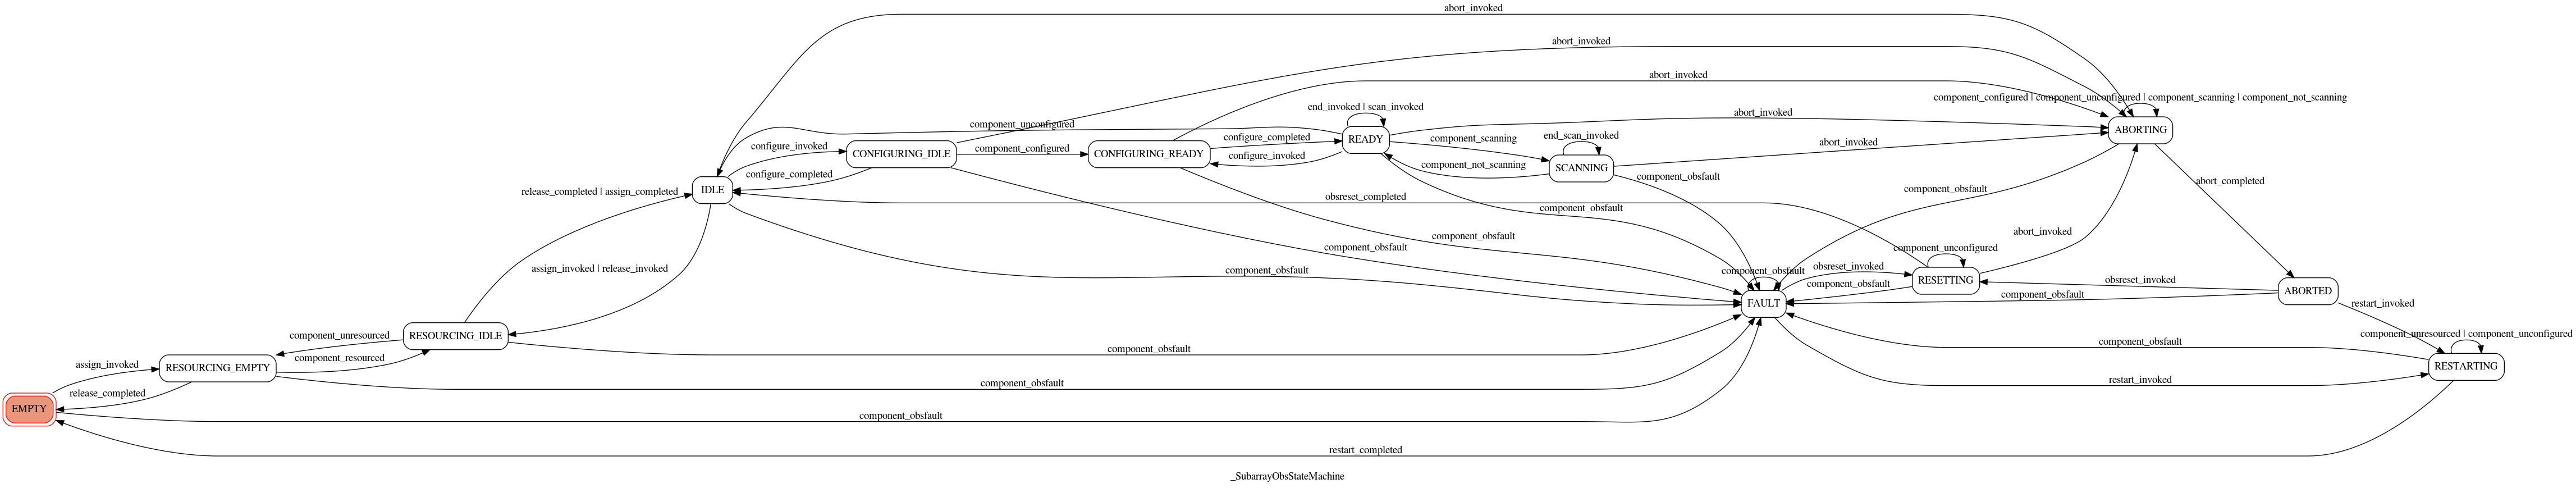 abort_invoked
abort_invoked
abort_invoked
component_configured | component_unconfigured | component_scanning | component_not_scanning
end_invoked | scan_invoked
abort_invoked
component_unconfigured
ABORTING
configure_completed
READY
component_scanning
end_scan_invoked
abort_invoked
configure_invoked
CONFIGURING_IDLE
component_configured
CONFIGURING_READY
configure_invoked
component_not_scanning
SCANNING
configure_completed
component_obsfault
abort_completed
release_completed | assign_completed
IDLE
component_obsfault
obsreset_completed
component_obsfault
abort_invoked
component_obsfault
component_obsfault
component_unconfigured
assign_invoked | release_invoked
component_obsfault
component_obsfault
obsreset_invoked
RESETTING
obsreset_invoked
component_obsfault
ABORTED
component_obsfault
FAULT
restart_invoked
component_unresourced
RESOURCING_IDLE
component_unresourced | component_unconfigured
component_obsfault
component_obsfault
component_resourced
assign_invoked
RESOURCING_EMPTY
RESTARTING
component_obsfault
restart_invoked
release_completed
EMPTY
component_obsfault
restart_completed
_SubarrayObsStateMachine